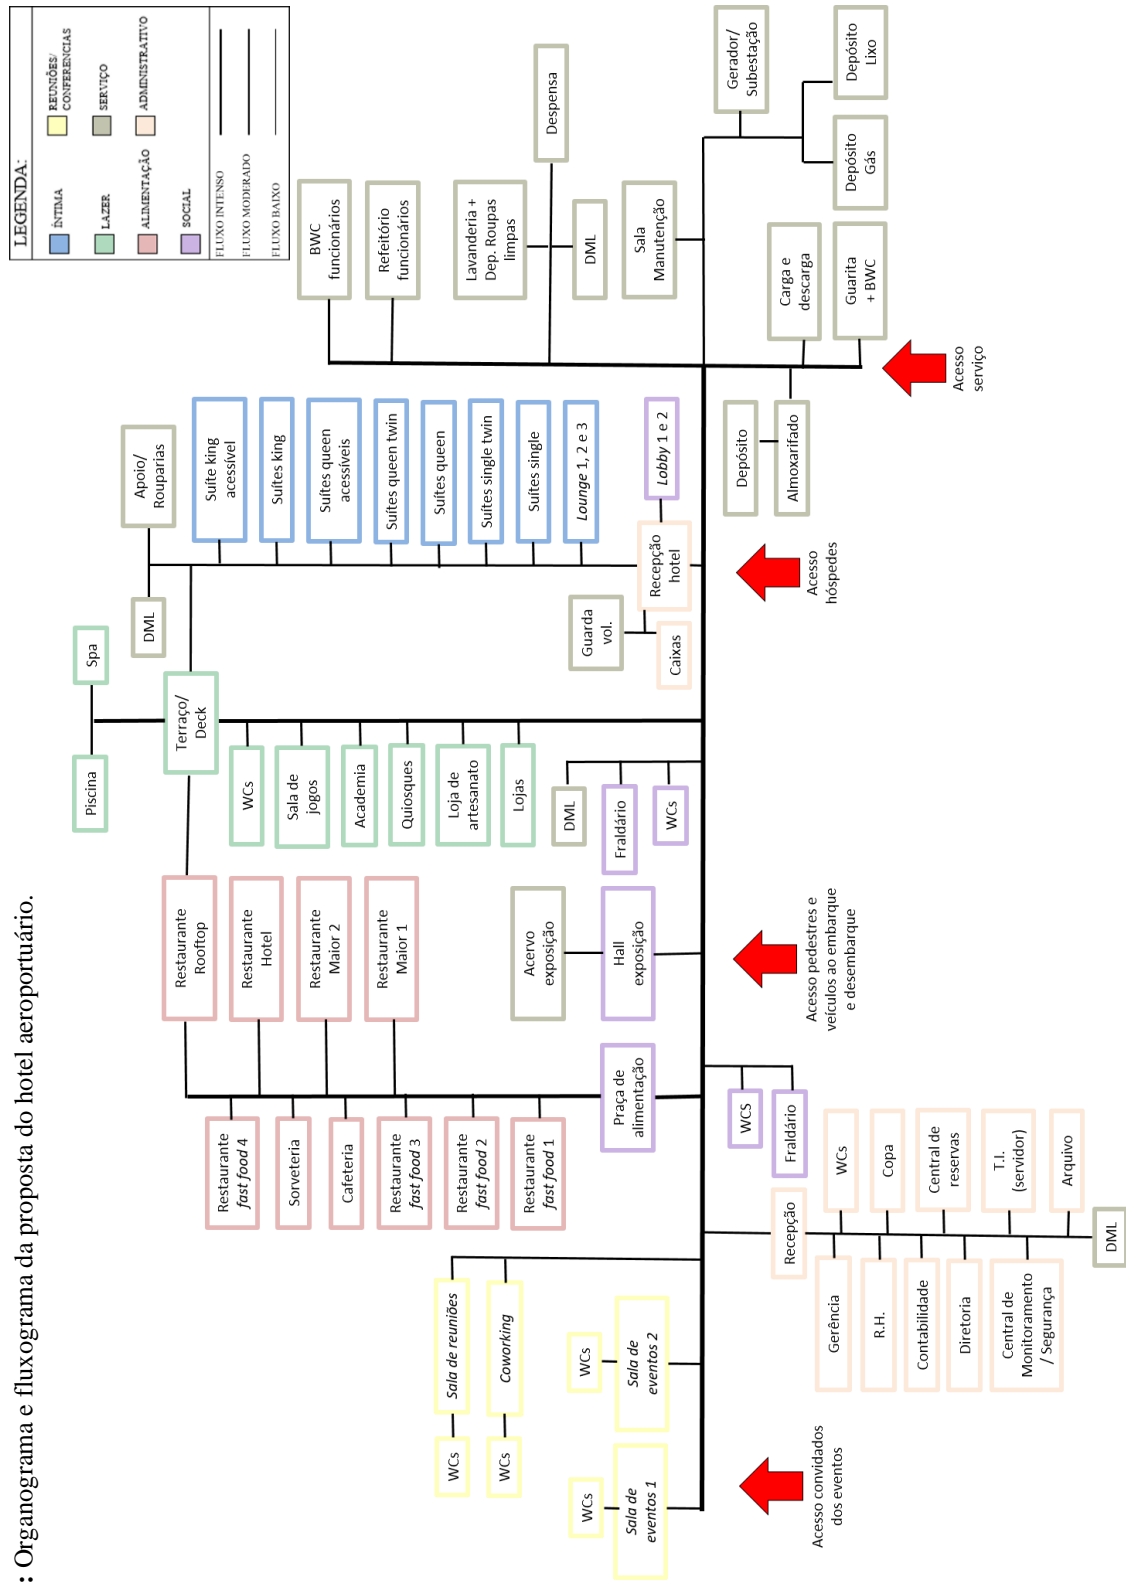 : Organograma e fluxograma da proposta do hotel aeroportuário.
LEGENDA:
ÍNTIMA
REUNIÕES/
CONFERENCIAS
LAZER
SERVIÇO
ALIMENTAÇÃO
ADMINISTRATIVO
SOCIAL
FLUXO INTENSO
FLUXO MODERADO
FLUXO BAIXO
Piscina
Spa
Terraço/
Deck
DML
Apoio/
Rouparias
Restaurante
Rooftop
Restaurante
Hotel
Restaurante
Maior 2
Restaurante
Maior 1
Restaurante
fast food 4
Sorveteria
Cafeteria
Restaurante
fast food 3
Restaurante
fast food 2
Restaurante
fast food 1
Praça de
alimentação
WCs
Sala de
jogos
Academia
Quiosques
Loja de
artesanato
Lojas
Suíte king
acessível
Suítes king
Suítes queen
acessíveis
Suítes queen twin
Suítes queen
Suítes single twin
Suítes single
Lounge 1, 2 e 3
BWC
funcionários
Refeitório
funcionários
Lavanderia +
Dep. Roupas
limpas
Despensa
DML
Sala
Manutenção
Gerador/
Subestação
Depósito
Gás
Depósito
Lixo
WCs
Sala de reuniões
WCs
Coworking
WCs
Sala de
eventos 1
WCs
Sala de
eventos 2
Acervo
exposição
Hall
exposição
DML
Fraldário
WCs
Guarda
vol.
Caixas
Recepção
hotel
Lobby 1 e 2
Depósito
Almoxarifado
Carga e
descarga
Guarita
+ BWC
WCS
Fraldário
Recepção
Gerência
WCs
R.H.
Copa
Contabilidade
Central de
reservas
Diretoria
T.I.
(servidor)
Central de
Monitoramento
/ Segurança
Arquivo
DML
Acesso convidados
dos eventos
Acesso pedestres e
veículos ao embarque
e desembarque
Acesso
hóspedes
Acesso
serviço